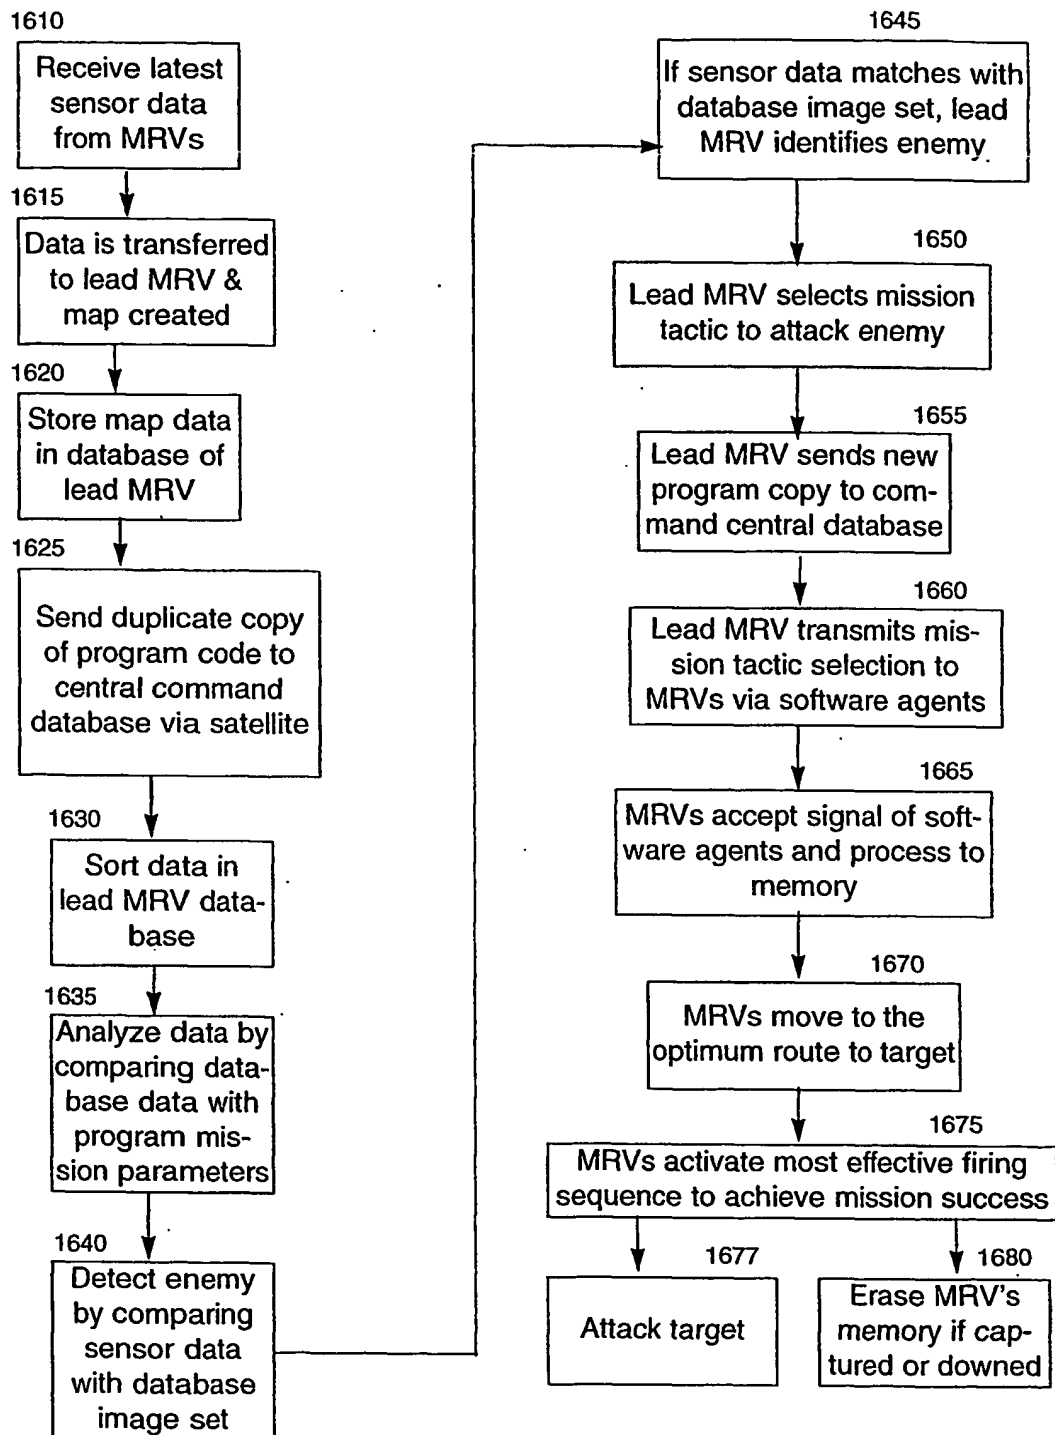 1610
Receive latest
sensor data
from MRVs
1615
Data is transferred
to lead MRV &
map created
1620
Store map data
in database of
lead MRV
1625
Send duplicate copy
of program code to
central command
database via satellite
1630
Sort data in
lead MRV data-
base
1635
Analyze data by
comparing data-
base data with
program mis-
sion parameters
1640
Detect enemy
by comparing
sensor data
with database
image set
1645
If sensor data matches with
database image set, lead
MRV identifies enemy
1650
Lead MRV selects mission
tactic to attack enemy
1655
Lead MRV sends new
program copy to com-
mand central database
1660
Lead MRV transmits mis-
sion tactic selection to
MRVs via software agents
1665
MRVs accept signal of soft-
ware agents and process to
memory
1670
MRVs move to the
optimum route to target
1675
MRVs activate most effective firing
sequence to achieve mission success
1677
Attack target
1680
Erase MRV's
memory if cap-
tured or downed